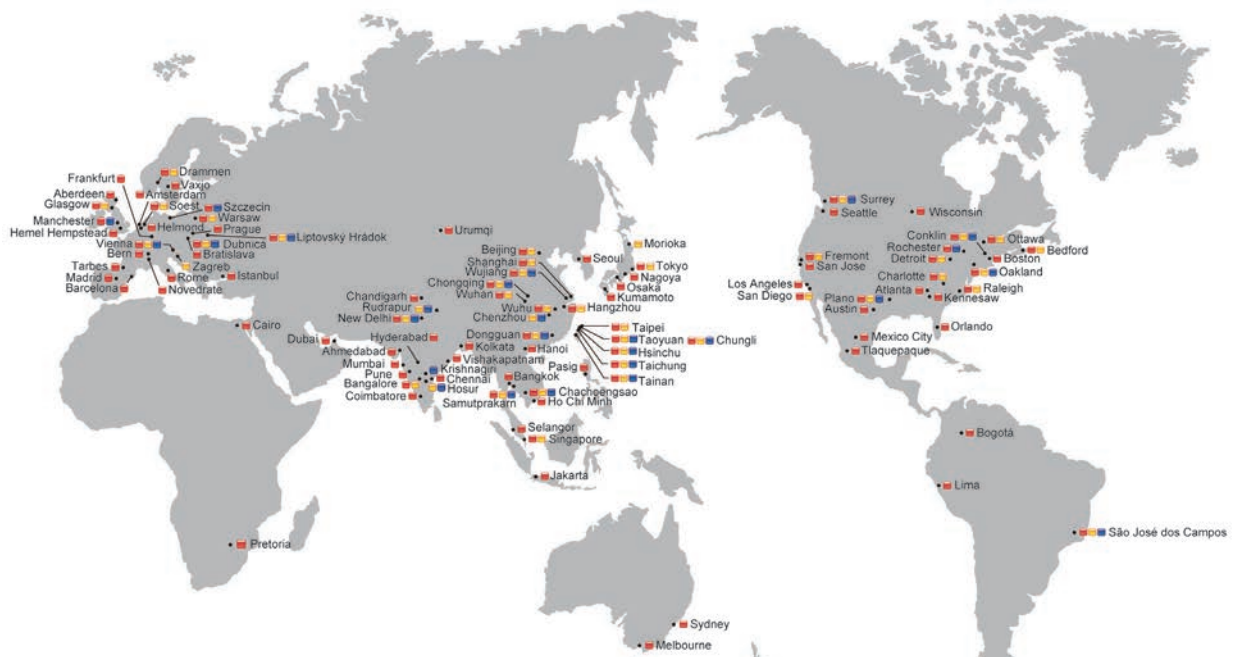 Drammen
Frankfurt
Vaxjo
Aberdeen
Amsterdam
Glasgow
Soest
Szczecin
Manchester
Helmond
Warsaw
Prague
Hemel Hempstead
Liptovský Hrádok
Vienna
Dubnica
Bern
Bratislava
Tarbes
Zagreb
Madrid
Rome
Istanbul
Barcelona
Novedrate
Urumqi
Beijing
Shanghai
Seoul
Morioka
Wujiang
Tokyo
Chongqing
Nagoya
Wuhan
Osaka
Kumamoto
Chandigarh
Rudrapur
Wuhu
Hangzhou
New Delhi
Chenzhou
Cairo
Dubai
Hyderabad
Dongguan
Taipei
Ahmedabad
Kolkata
Hanoi
Taoyuan
Chungli
Mumbai
Vishakapatnam
Hsinchu
Pune
Krishnagiri
Pasig
Taichung
Chennai
Bangkok
Tainan
Bangalore
Hosur
Coimbatore
Samutprakarn
Chachoengsao
Ho Chi Minh
Selangor
Singapore
Jakarta
Pretoria
Sydney
Melbourne
Surrey
Seattle
Wisconsin
Conklin
Ottawa
Rochester
Bedford
Detroit
Boston
Fremont
San Jose
Oakland
Charlotte
Los Angeles
Atlanta
Raleigh
San Diego
Plano
Kennesaw
Austin
Orlando
Mexico City
Tlaquepaque
Bogotá
Lima
São José dos Campos